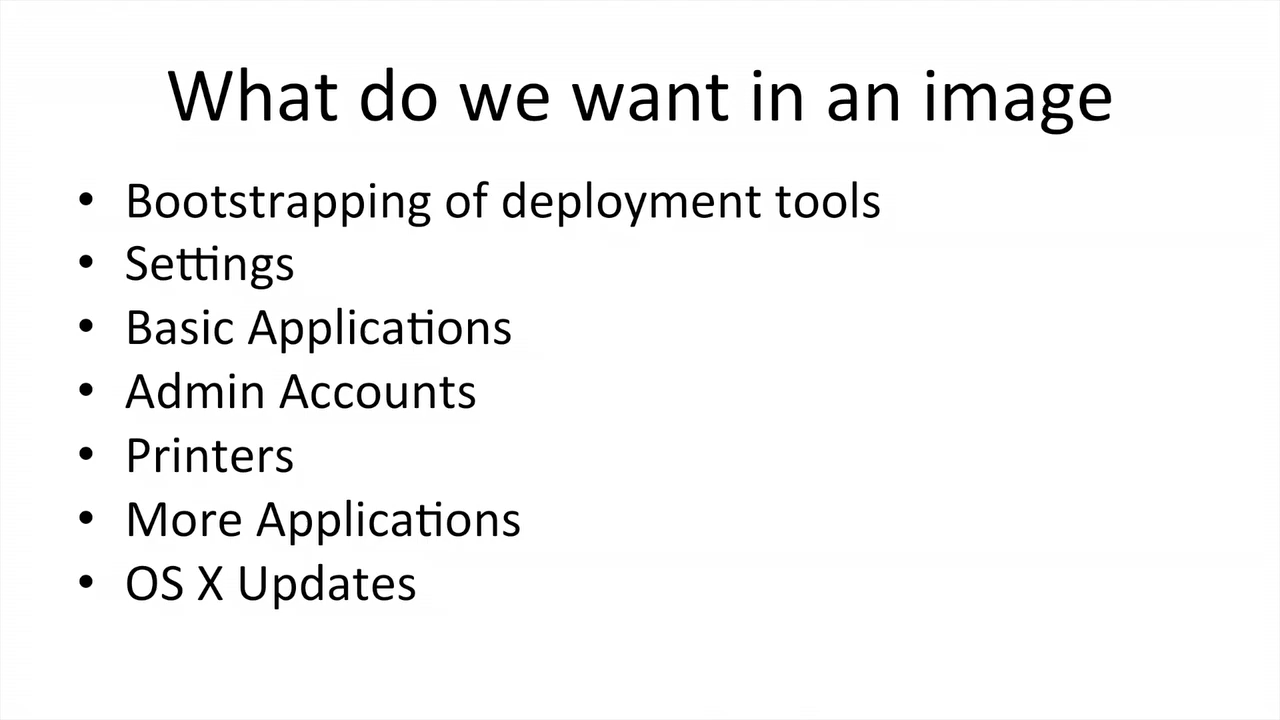 What do we want in an image
• Bootstrapping of deployment tools
• Settings
• Basic Applications
• Admin Accounts
• Printers
• More Applications
• OS X Updates